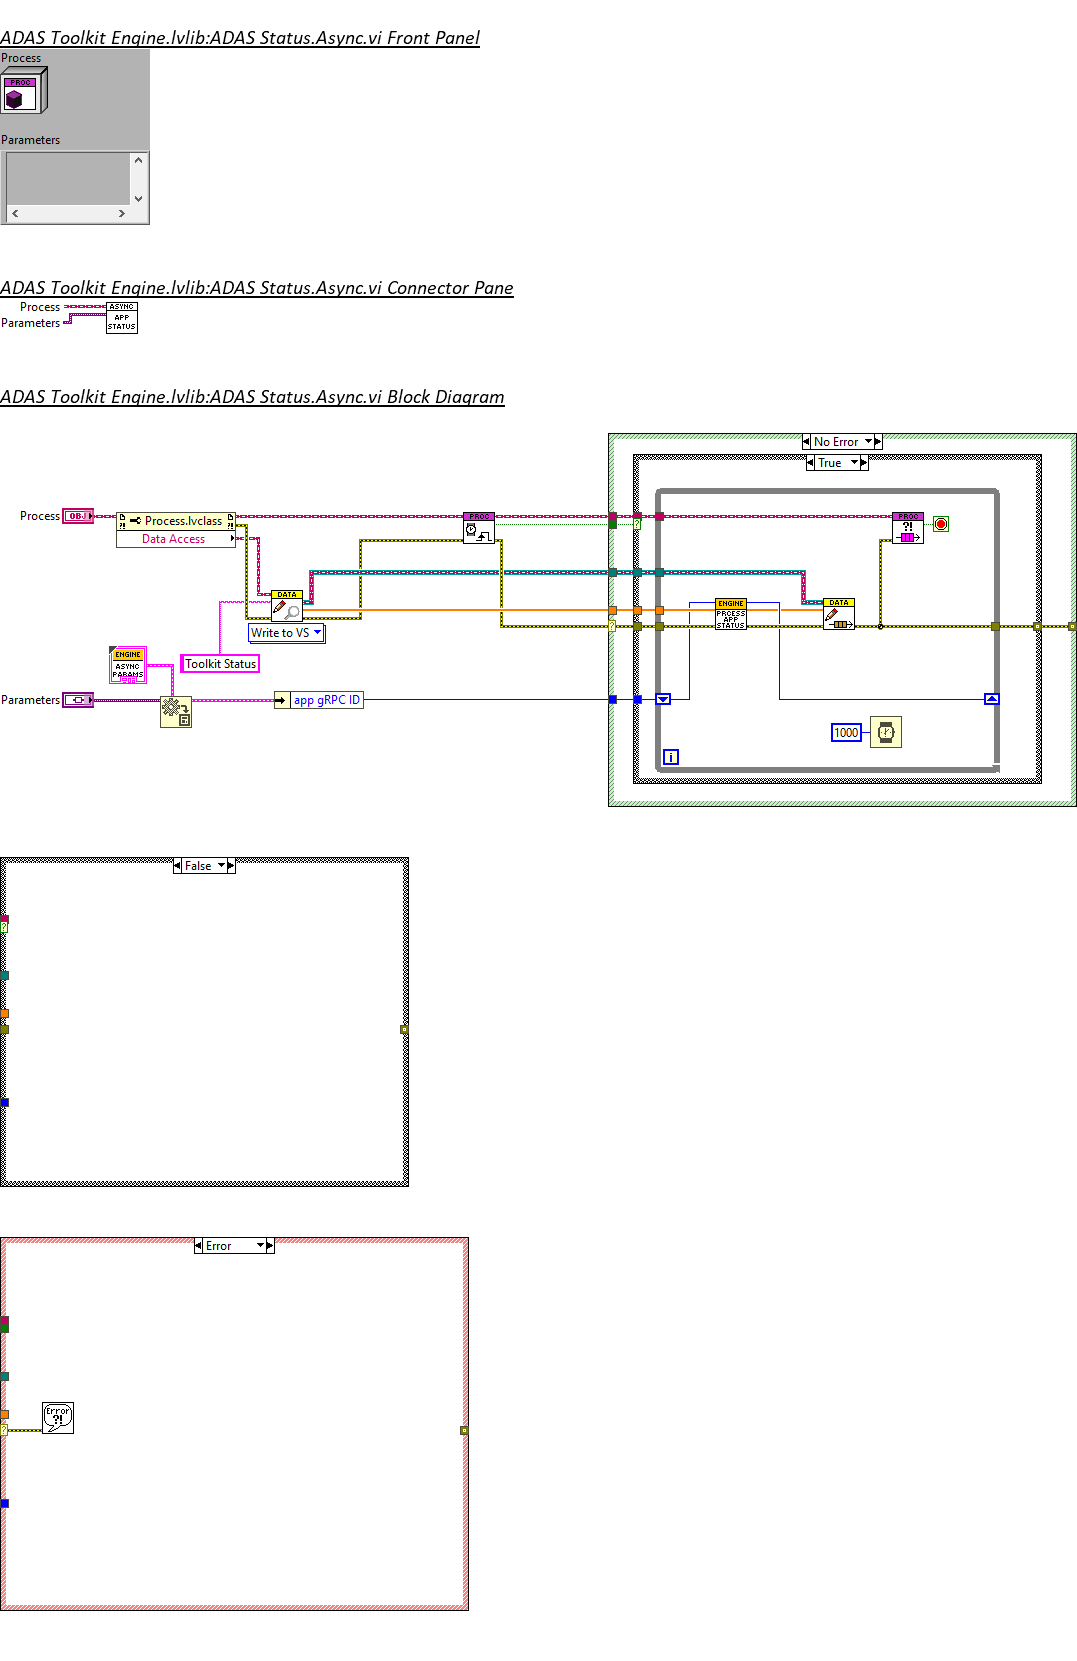 ADAS Toolkit Engine.lvlib:ADAS Status.Async.vi Front Panel
Process
PROC
Parameters
ADAS Toolkit Engine.lvlib:ADAS Status.Async.vi Connector Pane
Process
Parameters
ASYNC
APP
STATUS
ADAS Toolkit Engine.lvlib:ADAS Status.Async.vi Block Diagram
No Error
True
Process
OBJ
?!
Process.lvclass
?!
Data Access
PROC
PROC
?!
DATA
Write to VS
Toolkit Status
ENGINE
PRCESS
APP
STATUS
DATA
ENGINE
ASYNC
PARAMS
Parameters
app gRPC ID
1000
i
False
?
Error
Error
?!
?